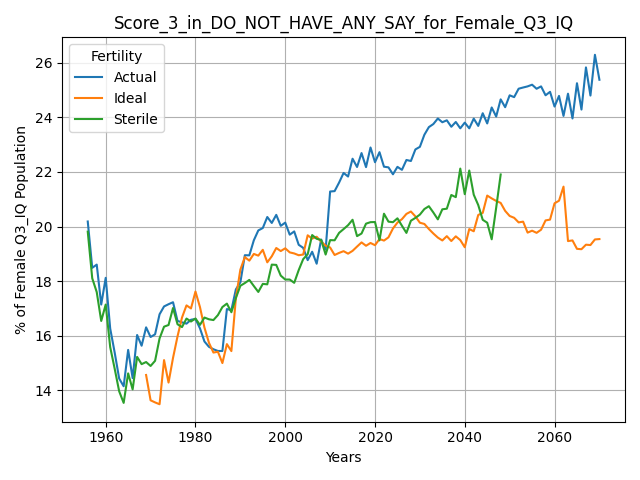 Score_3_in_DO_NOT_HAVE_ANY_SAY_for_Female_Q3_IQ
Fertility
Actual
Ideal
Sterile
% of Female Q3_IQ Population
26
24
22
20
18
16
14
1960 1980 2000 2020 2040 2060
Years